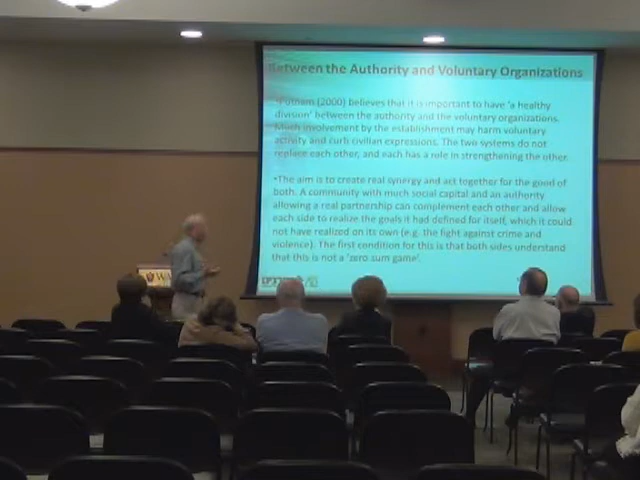 Between the Authority and Voluntary Organizations
•Putnam (2000) believes that it is important to have 'a healthy
division' between the authority and the voluntary organizations.
Much involvement by the establishment may harm voluntary
activity and curb civilian expressions. The two systems do not
replace each other, and each has a role in strengthening the other.
•The aim is to create real synergy and act together for the good of
both. A community with much social capital and an authority
allowing a real partnership can complement each other and allow
each side to realize the goals it had defined for itself, which it could
not have realized on its own (e.g. the fight against crime and
violence). The first condition for this is that both sides understand
that this is not a 'zero sum game'.